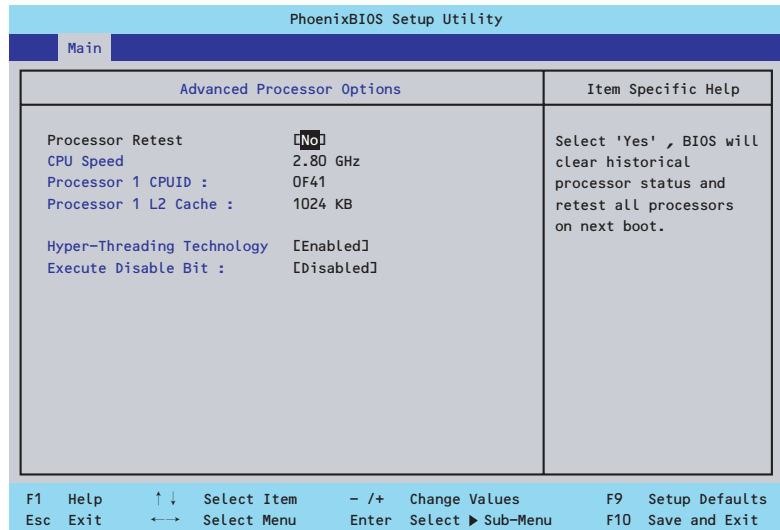 PhoenixBIOS Setup Utility
Main
Advanced Processor Options
Item Specific Help
Processor Retest [No]
CPU Speed 2.80 GHz
Processor 1 CPUID : 0F41
Processor 1 L2 Cache : 1024 KB
Hyper-Threading Technology [Enabled]
Execute Disable Bit : [Disabled]
Select 'Yes' , BIOS will
clear historical
processor status and
retest all processors
on next boot.
F1 Help ↑↓ Select Item - /+ Change Values F9 Setup Defaults
Esc Exit ←→ Select Menu Enter Select ▶ Sub-Menu F10 Save and Exit